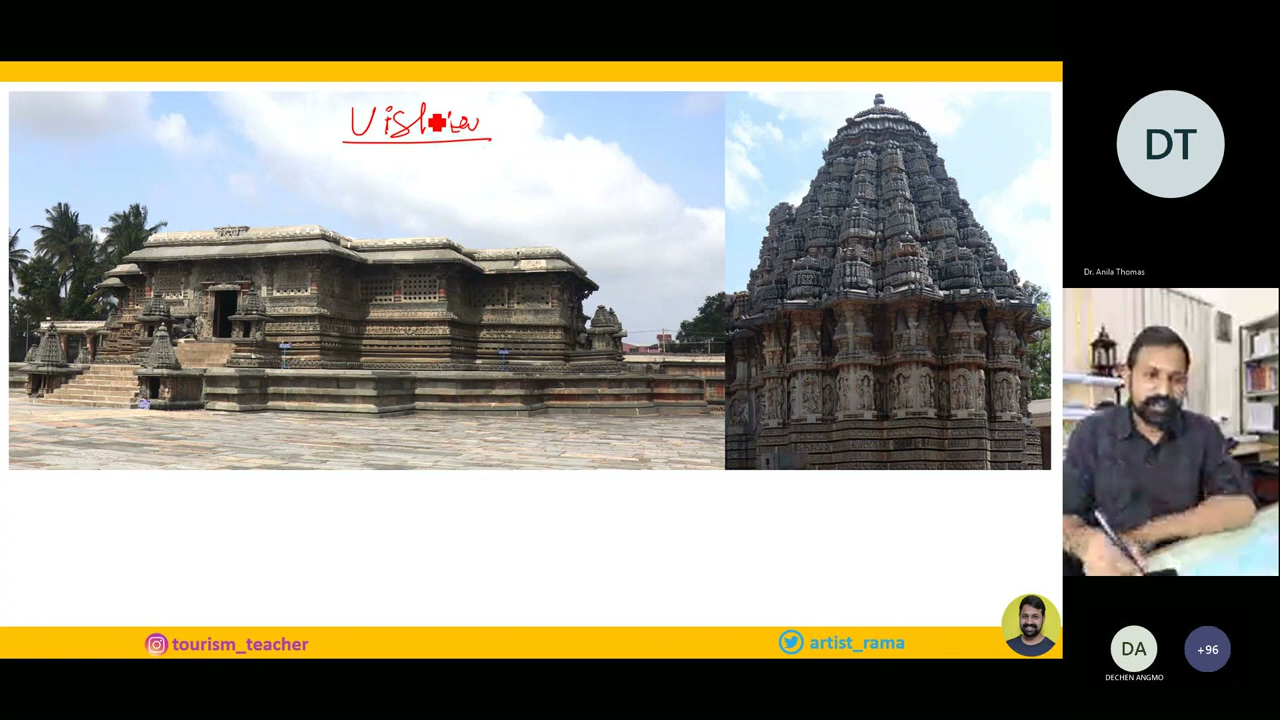 DT
Dr. Anila Thomas
tourism_teacher
artist_rama
DA
+96
DECHEN ANGMO